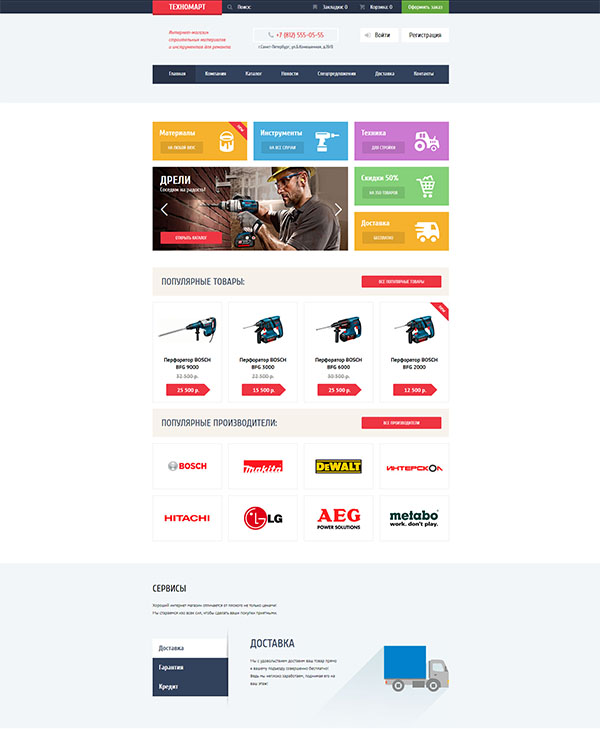 ТЕХНОМАРТ Поиск: Закладки: 0 Корзина: 0 Оформить заказ
Интернет-магазин
строительных материалов
и инструментов для ремонта
+7 (812) 555-05-55
Войти Регистрация
Главная Компания Каталог Новости Спецпредложения Доставка Контакты
Материалы
НА ЛЮБОЙ ВКУС
Инструменты
НА ВСЕ СЛУЧАИ
Техника
ДЛЯ СТРОЙКИ
ДРЕЛИ
Соседям на радость!
ОТКРЫТЬ КАТАЛОГ
Скидки 50%
НА 350 ТОВАРОВ
Доставка
БЕСПЛАТНО
ПОПУЛЯРНЫЕ ТОВАРЫ:
ВСЕ ПОПУЛЯРНЫЕ ТОВАРЫ
Перфоратор BOSCH
BFG 9000
32 500 р.
25 500 р.
Перфоратор BOSCH
BFG 3000
22 500 р.
15 500 р.
Перфоратор BOSCH
BFG 6000
30 500 р.
25 500 р.
Перфоратор BOSCH
BFG 2000
12 500 р.
ПОПУЛЯРНЫЕ ПРОИЗВОДИТЕЛИ:
ВСЕ ПРОИЗВОДИТЕЛИ
BOSCH
makita
DEWALT
ИНТЕРСКОЛ
HITACHI
LG
AEG
POWER SOLUTIONS
metabo
work. don't play.
СЕРВИСЫ
Хороший интернет магазин отличается от плохого не только ценами!
Мы стараемся изо всех сил, чтобы сделать ваши покупки приятными.
Доставка
Гарантия
Кредит
ДОСТАВКА
Мы с удовольствием доставим ваш товар прямо
к вашему подъезду совершенно бесплатно!
Ведь мы неплохо заработаем, поднимая его на
ваш этаж!